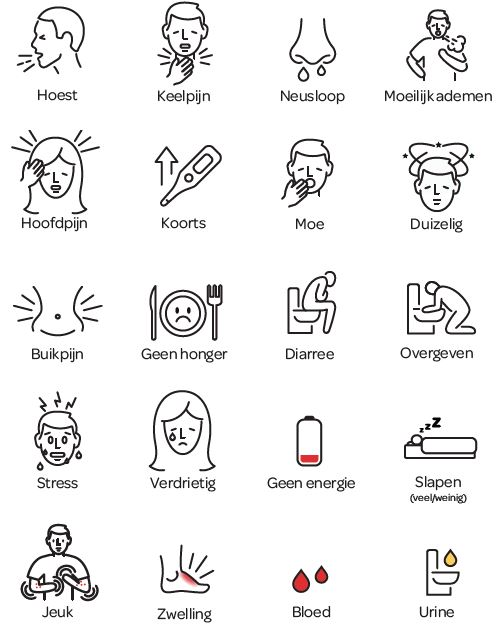 Hoest
Keelpijn
Neusloop
Moeilijk ademen
Hoofdpijn
Koorts
Moe
Duizelig
Buikpijn
Geen honger
Diarree
Overgeven
zzz
Stress
Verdrietig
Geen energie
Slapen
(veel/weinig)
Jeuk
Zwelling
Bloed
Urine